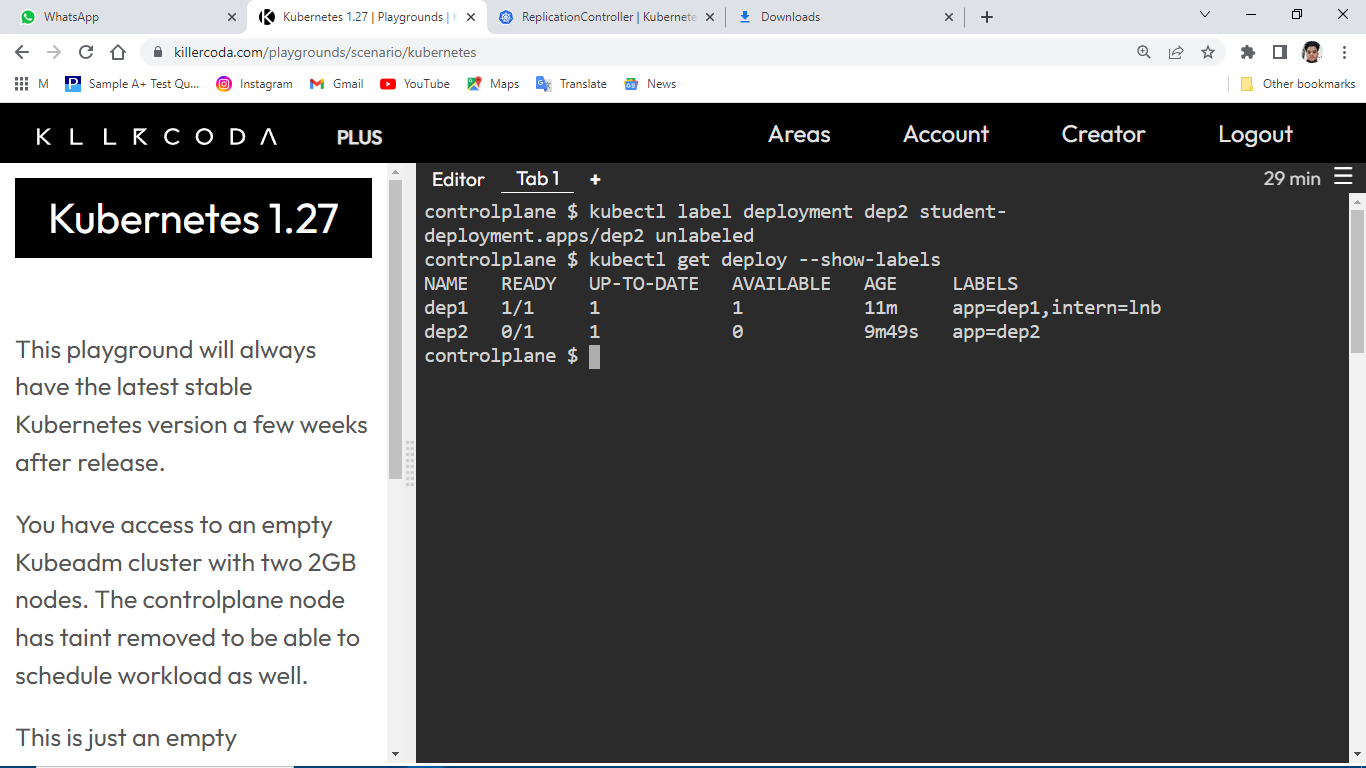 WhatsApp
Kubernetes 1.27 | Playgrounds |
ReplicationController | Kubernete
Downloads
killercoda.com/playgrounds/scenario/kubernetes
M
Sample A+ Test Qu...
Instagram
Gmail
YouTube
Maps
Translate
News
Other bookmarks
KLLRCODA
PLUS
Areas
Account
Creator
Logout
Kubernetes 1.27
This playground will always
have the latest stable
Kubernetes version a few weeks
after release.
You have access to an empty
Kubeadm cluster with two 2GB
nodes. The controlplane node
has taint removed to be able to
schedule workload as well.
This is just an empty
Editor
Tab 1
+
29 min
controlplane $ kubectl label deployment dep2 student-
deployment.apps/dep2 unlabeled
controlplane $ kubectl get deploy --show-labels
NAME READY UP-TO-DATE AVAILABLE AGE LABELS
dep1 1/1 1 1 11m app=dep1,intern=lnb
dep2 0/1 1 0 9m49s app=dep2
controlplane $